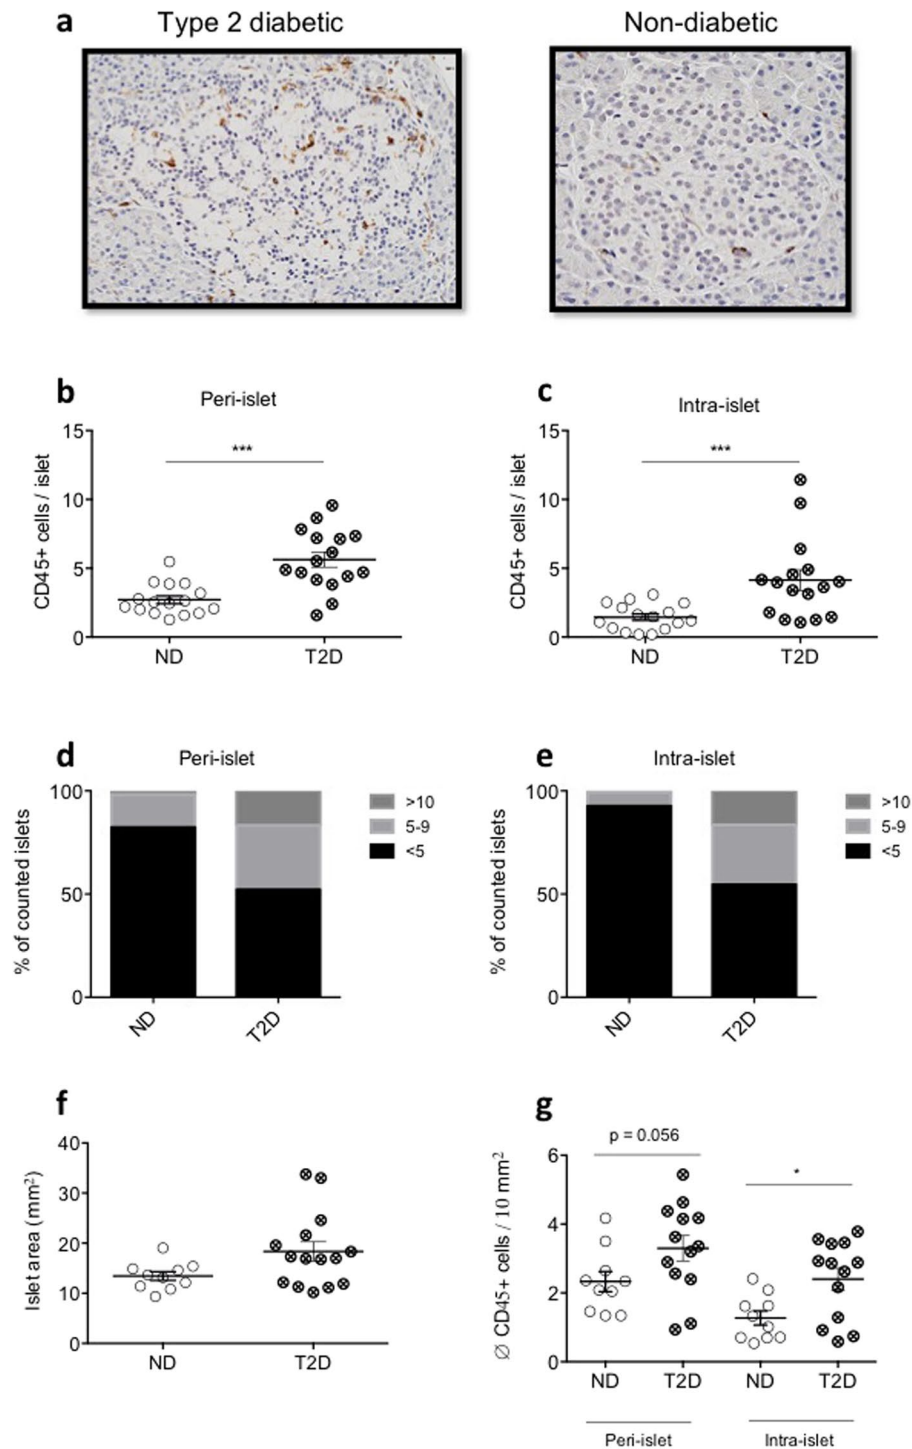 a
Type 2 diabetic
Non-diabetic
b
Peri-islet
CD45+ cells / islet
15
10
5
0
***
ND
T2D
c
Intra-islet
CD45+ cells / islet
15
10
5
0
***
ND
T2D
d
Peri-islet
% of counted islets
100
50
0
ND
T2D
>10
5-9
<5
e
Intra-islet
% of counted islets
100
50
0
ND
T2D
>10
5-9
<5
f
Islet area (mm²)
40
30
20
10
0
ND
T2D
g
∅ CD45+ cells / 10 mm²
6
4
2
0
p = 0.056
*
ND
T2D
ND
T2D
Peri-islet
Intra-islet